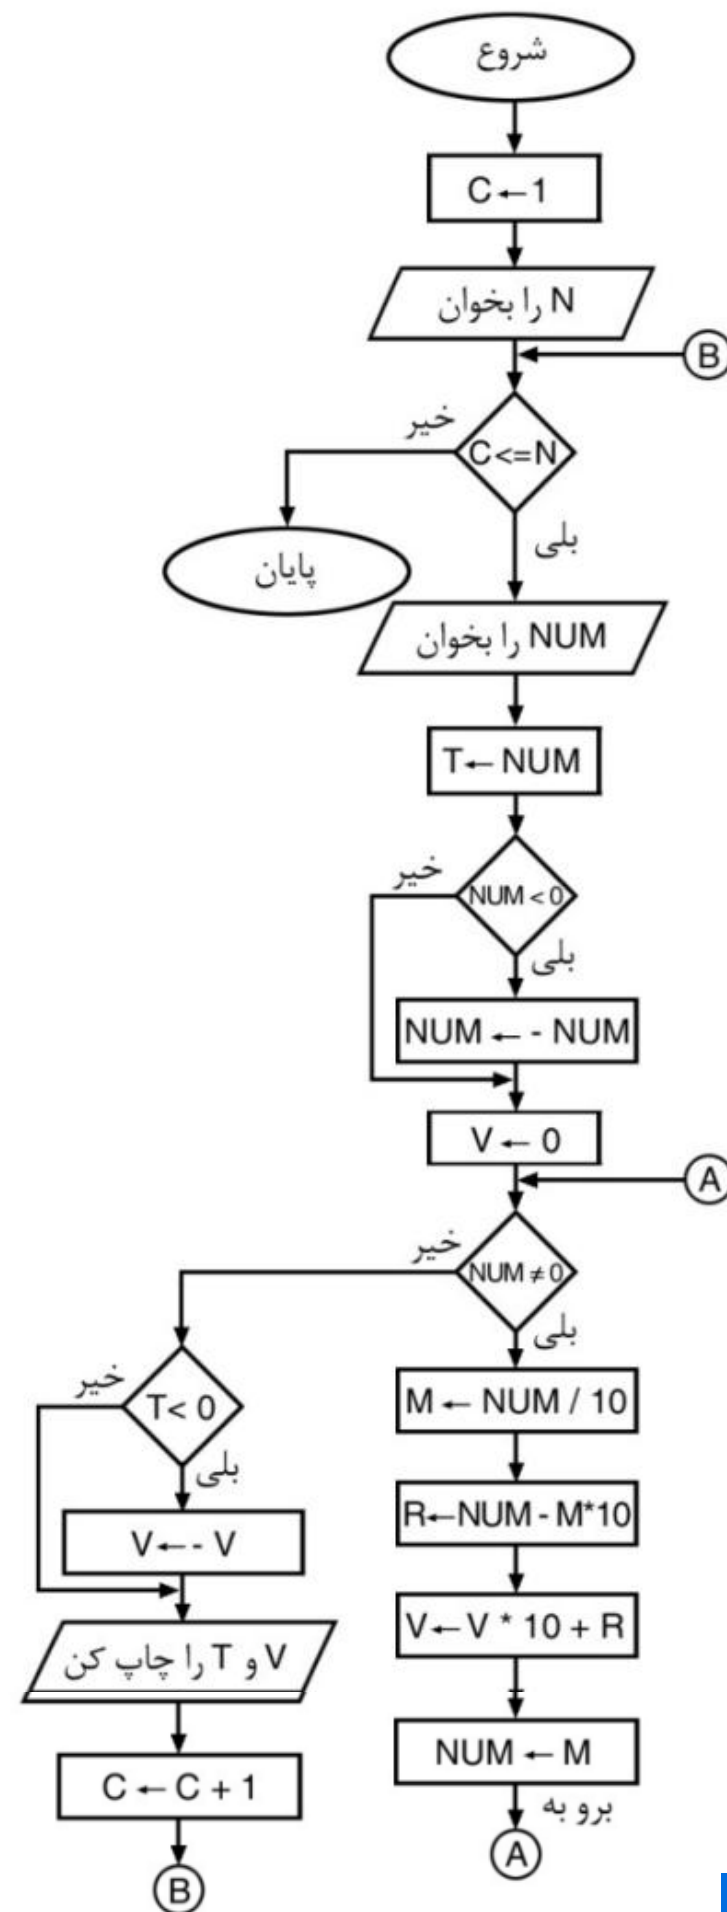 شروع
C ← 1
N را بخوان
B
C<=N
خیر
بلی
پایان
NUM را بخوان
T ← NUM
NUM < 0
خیر
بلی
NUM ← - NUM
V ← 0
A
NUM ≠ 0
خیر
بلی
M ← NUM / 10
R ← NUM - M*10
V ← V * 10 + R
NUM ← M
برو به
A
T < 0
خیر
بلی
V ← - V
V و T را چاپ کن
C ← C + 1
B